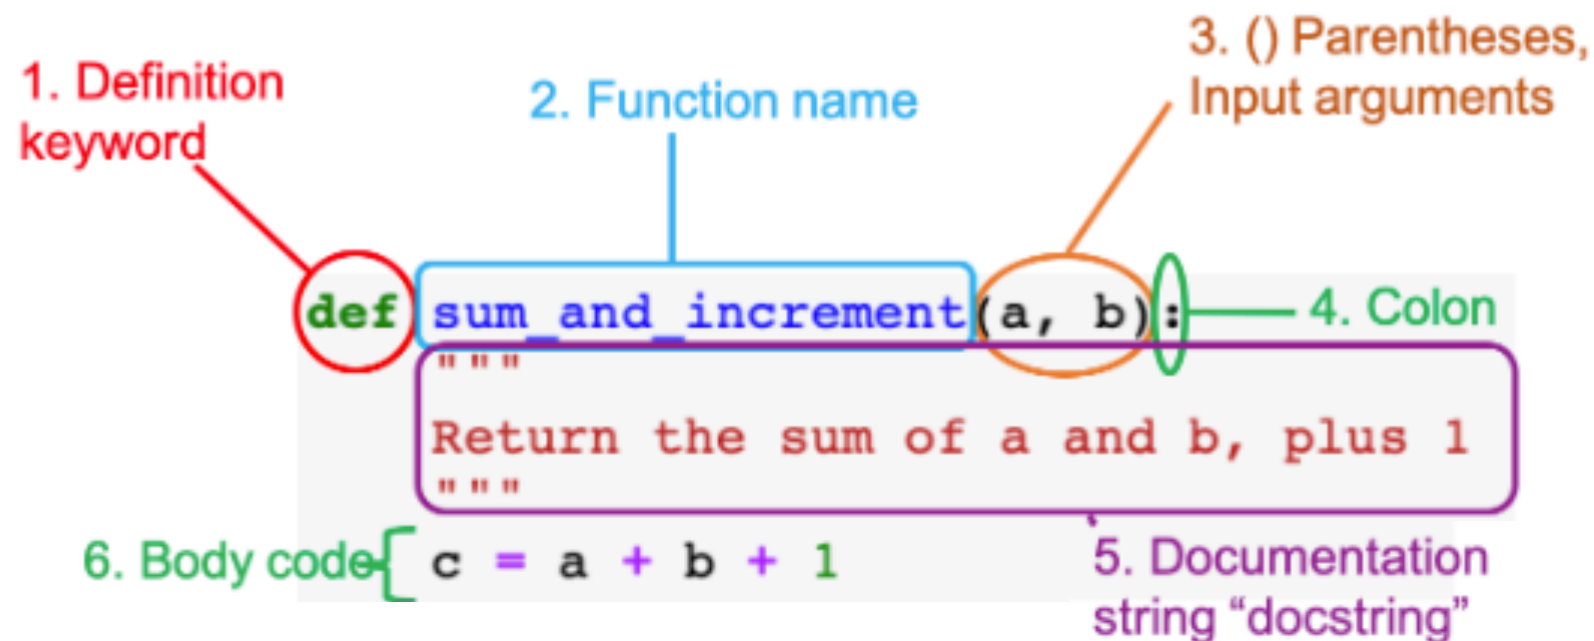 3. () Parentheses,
Input arguments
1. Definition
keyword
2. Function name
def sum_and_increment(a, b):
4. Colon
"""
Return the sum of a and b, plus 1
"""
6. Body code
c = a + b + 1
5. Documentation
string “docstring”